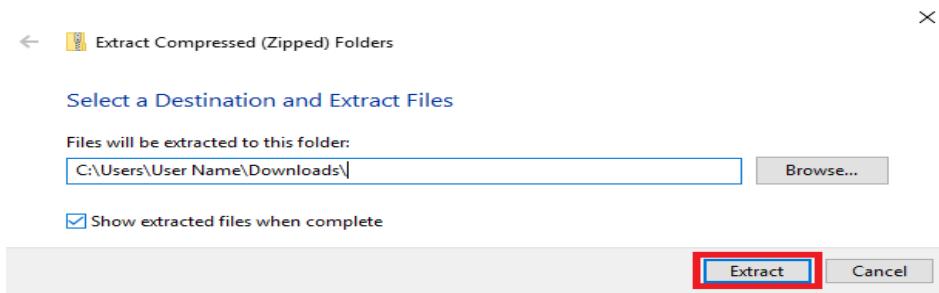 Extract Compressed (Zipped) Folders
Select a Destination and Extract Files
Files will be extracted to this folder:
C:\Users\User Name\Downloads\
Browse...
Show extracted files when complete
Extract
Cancel